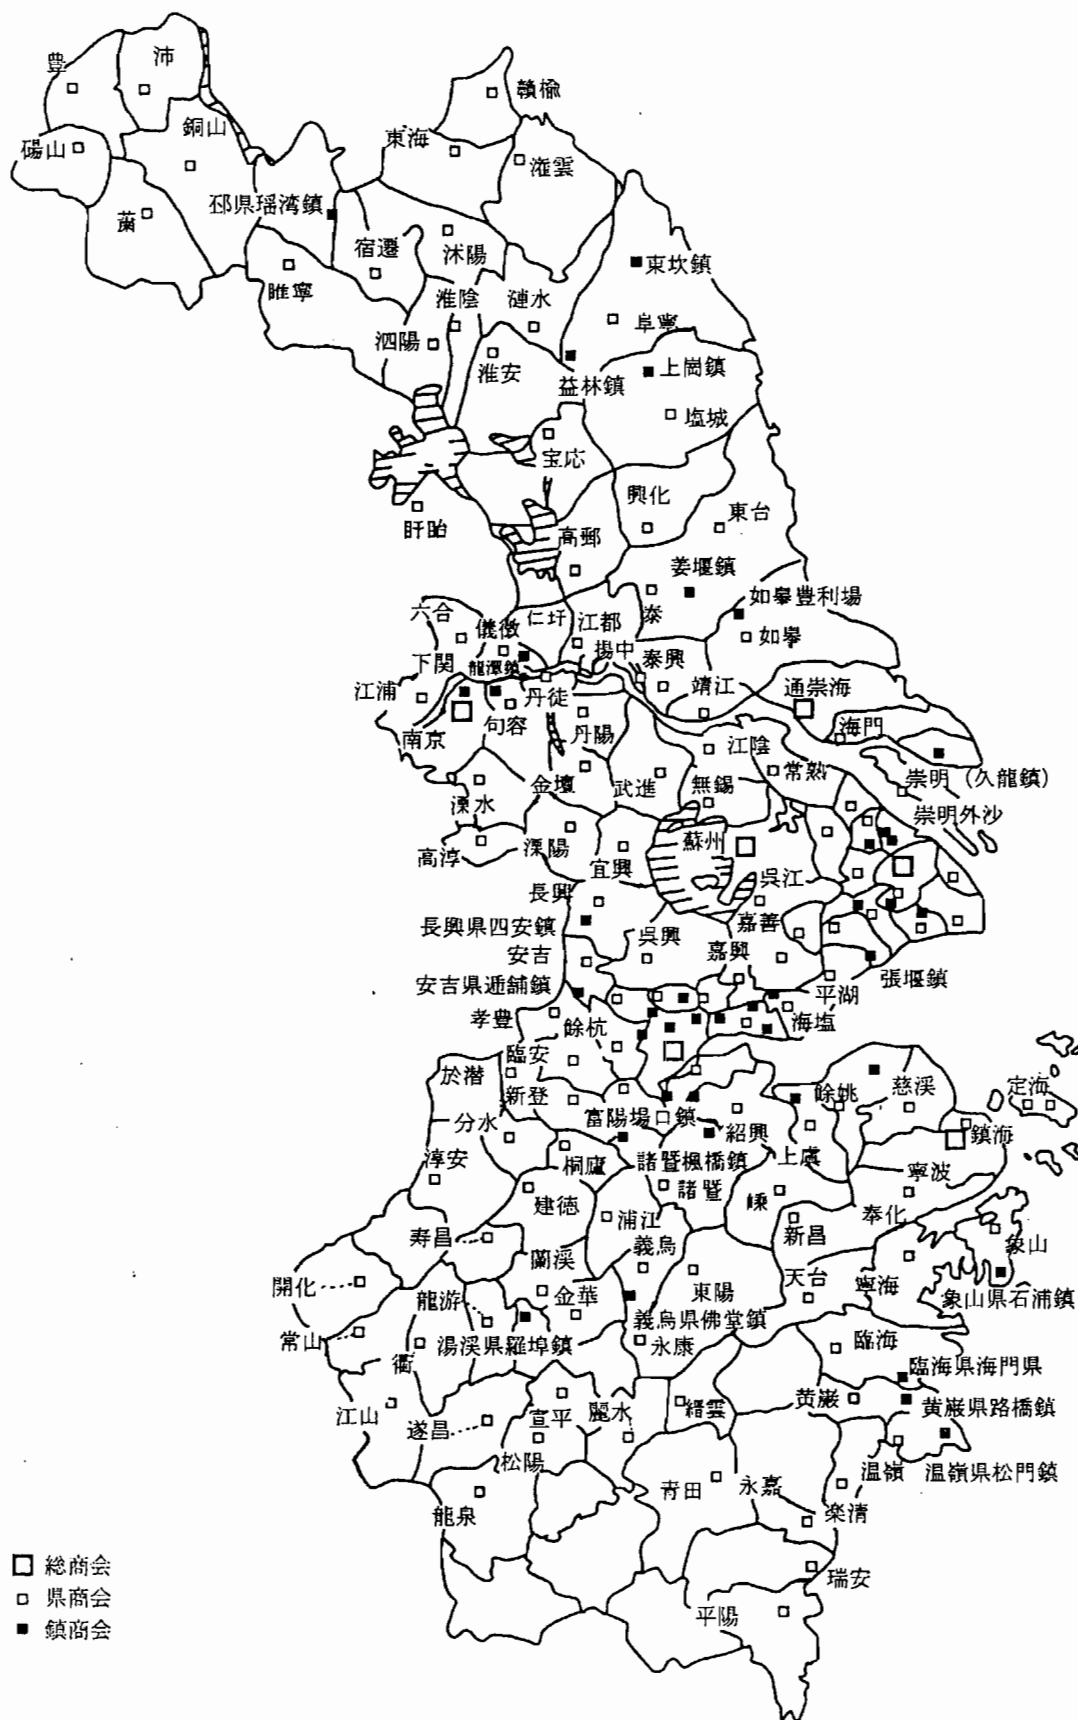 豊
沛
贛楡
銅山
東海
碭山
灌雲
邳県瑶湾鎮
宿遷
沭陽
東坎鎮
睢寧
淮陰
漣水
阜寧
泗陽
淮安
益林鎮
上崗鎮
塩城
宝応
興化
東台
盱眙
高郵
姜堰鎮
如皋豊利場
六合
儀徴
江都
泰
如皋
下関
龍潭鎮
揚中
泰興
江浦
丹徒
靖江
通崇海
南京
句容
丹陽
江陰
海門
溧水
金壇
武進
無錫
常熟
崇明(久龍鎮)
崇明外沙
高淳
溧陽
宜興
蘇州
呉江
長興
長興県四安鎮
呉興
嘉善
安吉
嘉興
張堰鎮
安吉県逓舗鎮
平湖
孝豊
餘杭
海塩
臨安
於潜
新登
餘姚
慈渓
定海
分水
富陽場口鎮
紹興
鎮海
淳安
桐廬
諸曁楓橋鎮
上虞
寧波
建徳
諸曁
嵊
奉化
寿昌
浦江
新昌
象山
蘭渓
義烏
天台
寧海
開化
龍游
金華
東陽
象山県石浦鎮
常山
衢
湯渓県羅埠鎮
義烏県佛堂鎮
永康
臨海
臨海県海門県
江山
遂昌
宣平
麗水
縉雲
黄巌
黄巌県路橋鎮
松陽
温嶺
温嶺県松門鎮
龍泉
青田
永嘉
楽清
瑞安
平陽
総商会
県商会
鎮商会